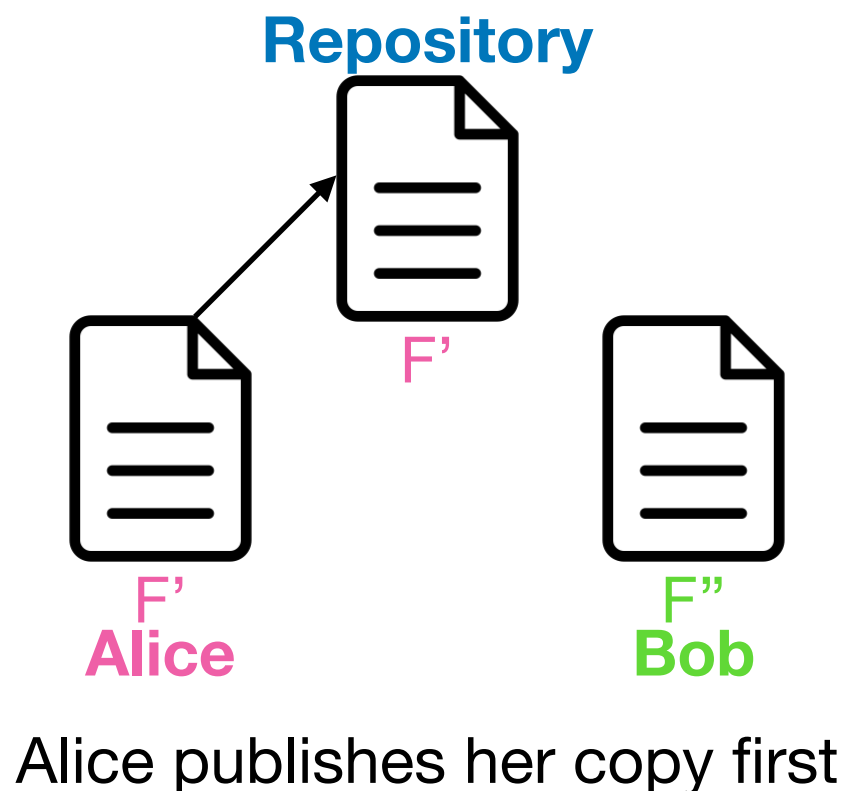 Repository
F’
F’
Alice
F”
Bob
Alice publishes her copy first